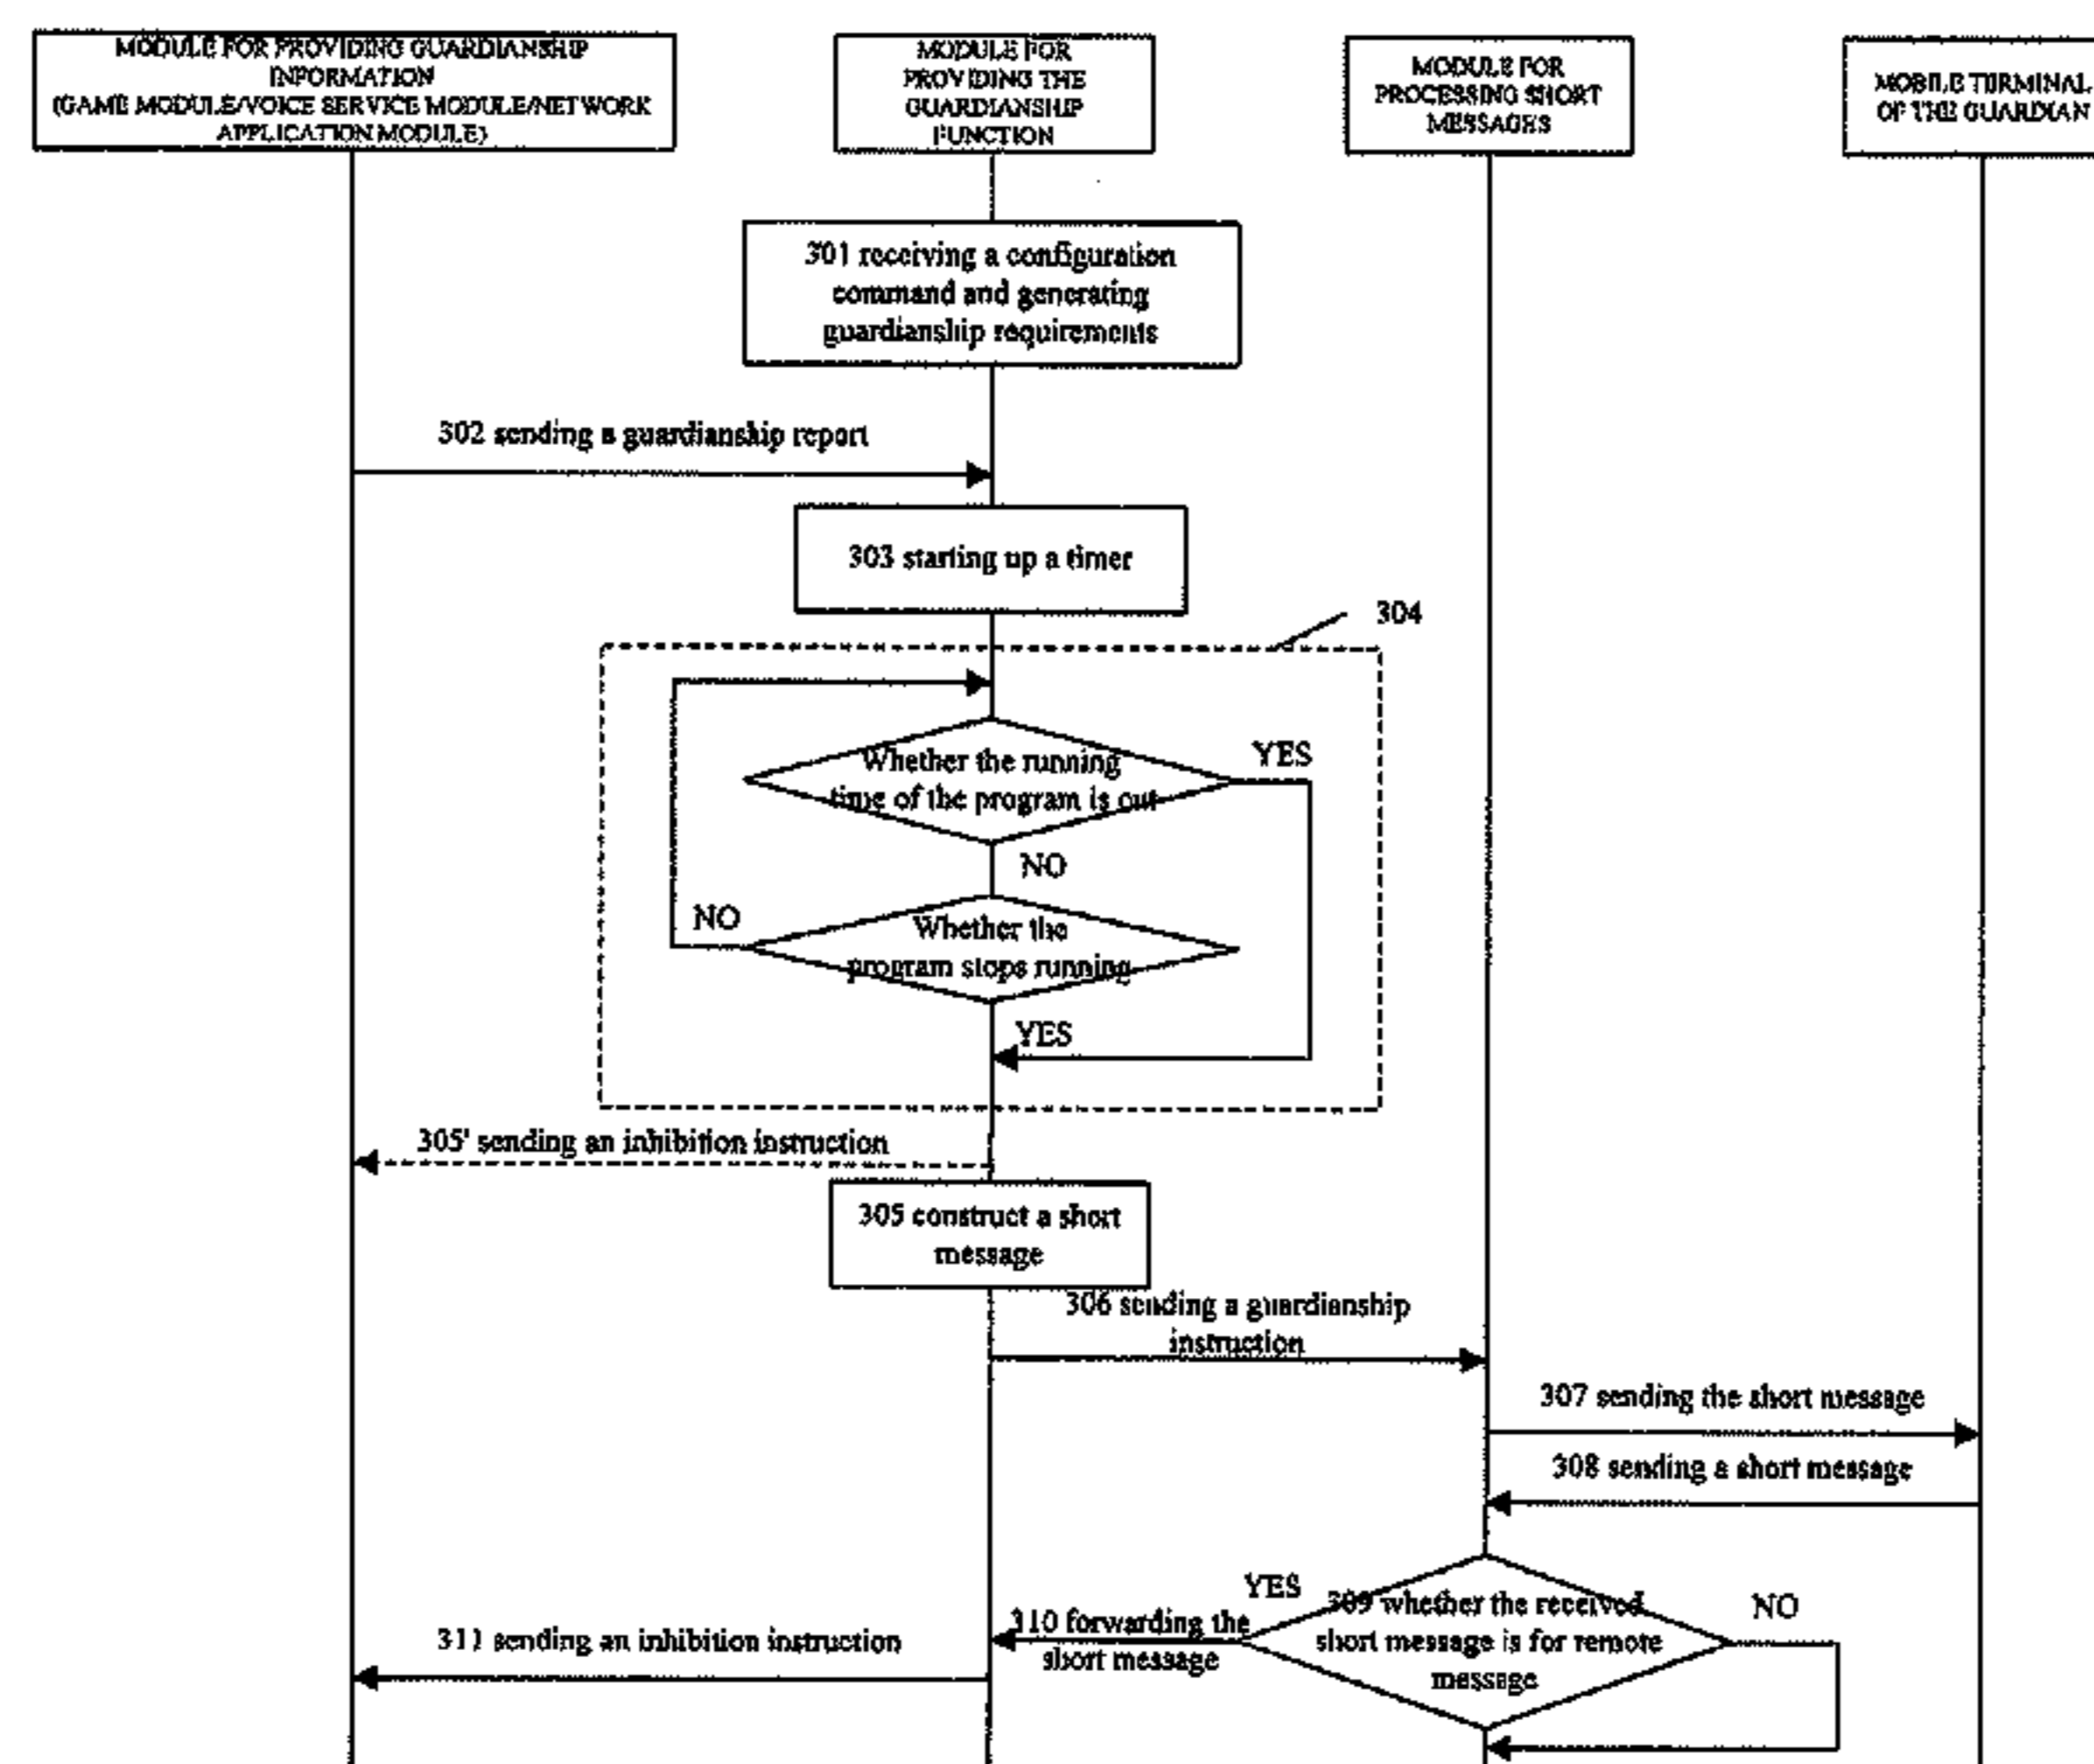 MODULE FOR PROVIDING GUARDIANSHIP
INFORMATION
(GAME MODULE/VOICE SERVICE MODULE/NETWORK
APPLICATION MODULE)
MODULE FOR
PROVIDING THE
GUARDIANSHIP
FUNCTION
MODULE FOR
PROCESSING SHORT
MESSAGES
MOBILE TERMINAL
OF THE GUARDIAN
301 receiving a configuration
command and generating
guardianship requirements
302 sending a guardianship report
303 starting up a timer
304
Whether the running
time of the program is out
YES
NO
Whether the
program stops running
NO
YES
305' sending an inhibition instruction
305 construct a short
message
306 sending a guardianship
instruction
307 sending the short message
308 sending a short message
309 whether the received
short message is for remote
message
YES
NO
310 forwarding the
short message
311 sending an inhibition instruction